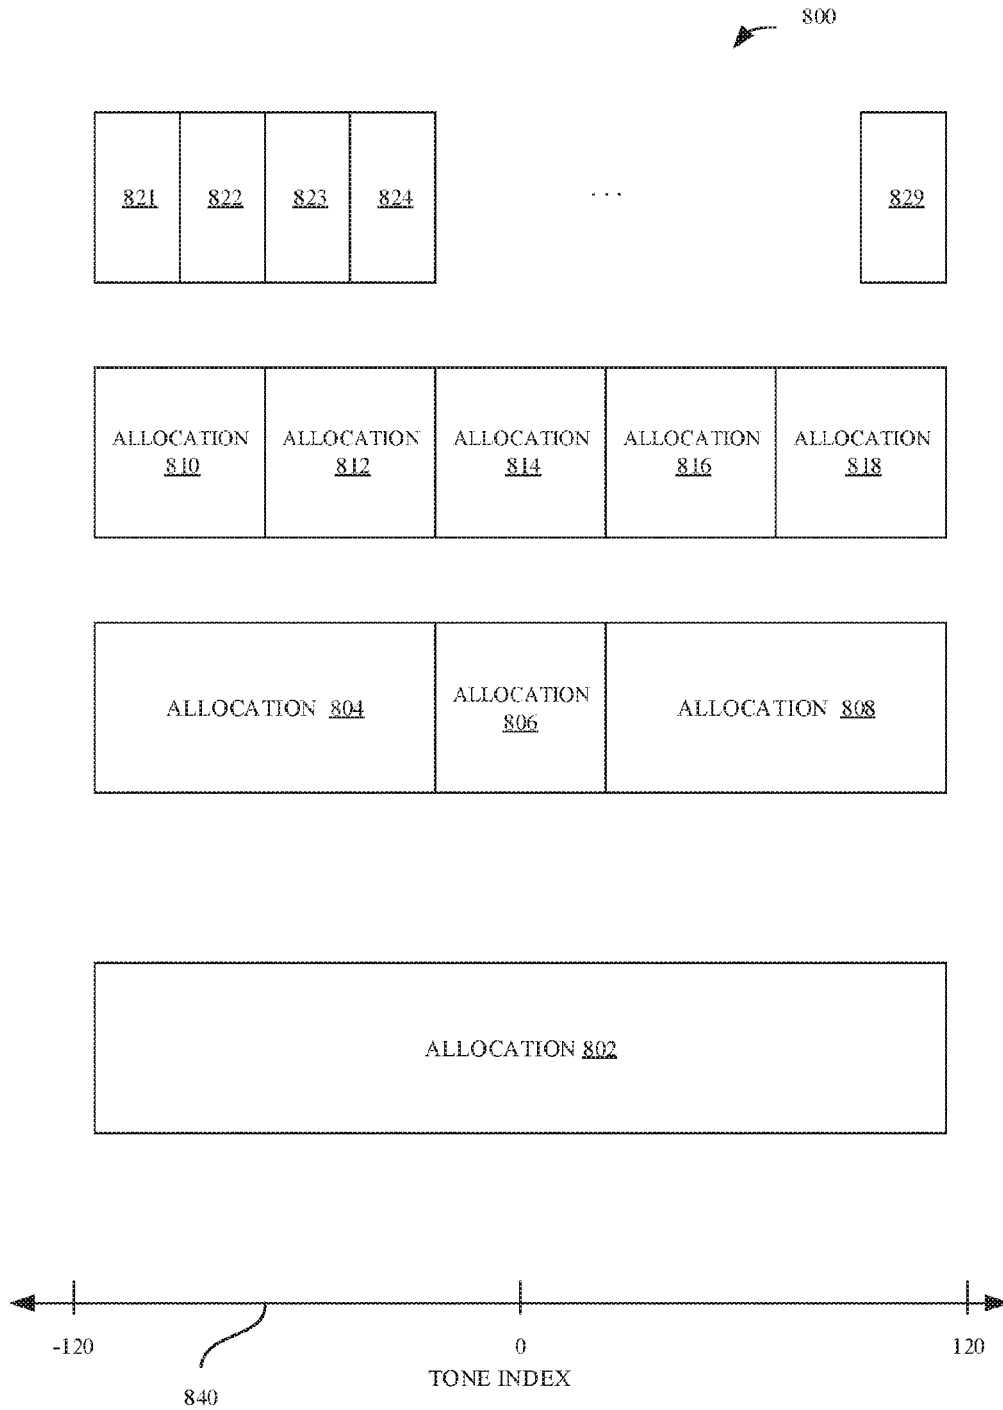 800
821 822 823 824 ... 829
ALLOCATION ALLOCATION ALLOCATION ALLOCATION ALLOCATION
810 812 814 816 818
ALLOCATION 804 ALLOCATION 806 ALLOCATION 808
ALLOCATION 802
-120 0 120
TONE INDEX
840